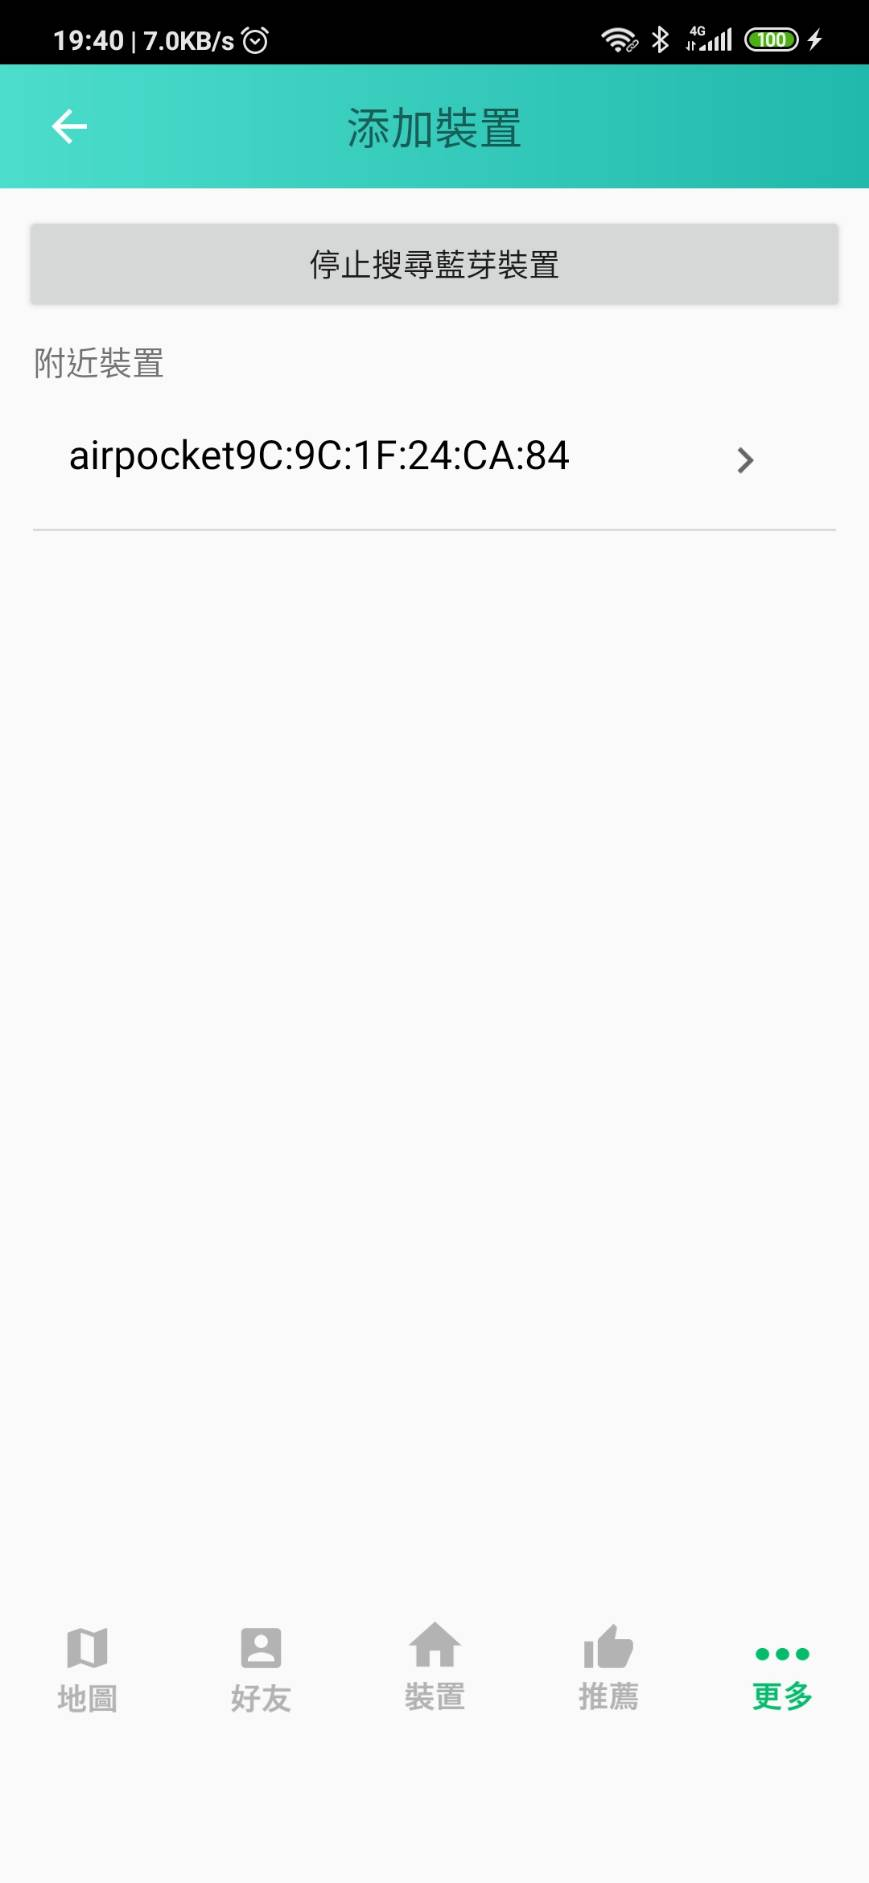 19:40 | 7.0KB/s
4G
100
添加裝置
停止搜尋藍芽裝置
附近裝置
airpocket9C:9C:1F:24:CA:84
地圖
好友
裝置
推薦
更多